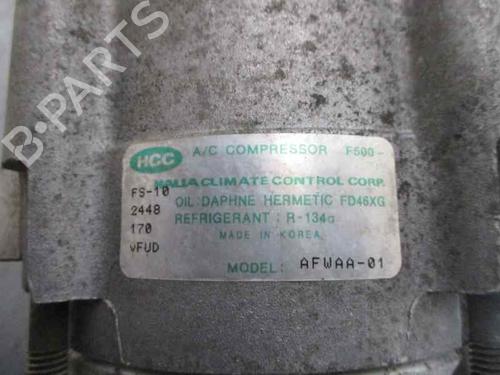 B-PARTS
HCC A/C COMPRESSOR F500-
HALLA CLIMATE CONTROL CORP.
FS-10 OIL :DAPHNE HERMETIC FD46XG
2448 REFRIGERANT : R-134a
170 MADE IN KOREA
VFUD
MODEL: AFWAA-01